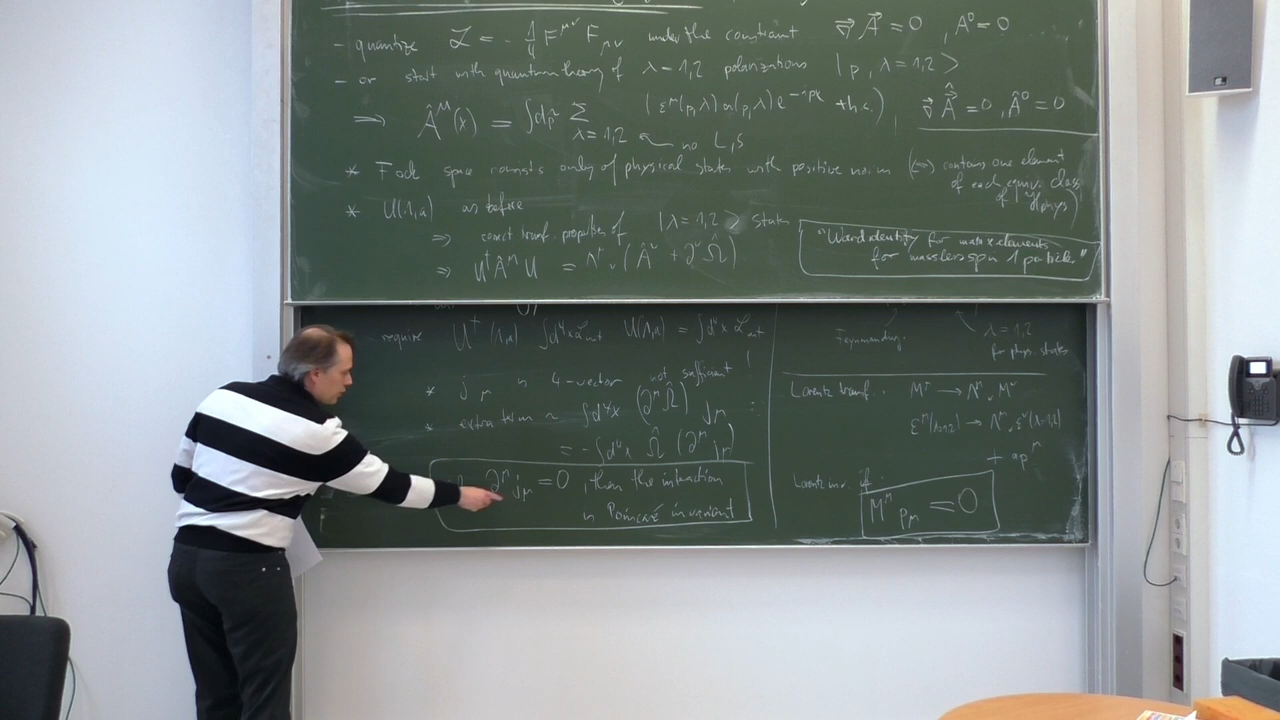 - quantize ℒ = -1/4 F^{μν} F_{μν} under the constraint ∇⃗ A⃗ = 0 , A⁰ = 0
- or start with quantum theory of λ = 1,2 polarizations |p, λ = 1,2 >
⟹ Â^μ(x) = ∫dp̃ Σ_{λ=1,2} (ε^μ(p,λ) a(p,λ) e^{-ipx} + h.c.) , ∇⃗ Â⃗ = 0 , Â⁰ = 0
← no L, S
* Fock space consists only of physical states with positive norm (⇔ contains one element
of each equiv. class
of | >phys)
* U(Λ,a) as before
⇒ correct transf. properties of |λ = 1,2 > states
⇒ U† Â^μ U = Λ^μ_ν (Â^ν + ∂^ν Ω̂)
"Ward identity for matrix elements
for massless spin 1 particle"
require U†(Λ,a) ∫d⁴x ℒ_int U(Λ,a) = ∫d⁴x ℒ_int
* j_μ is 4-vector not sufficient!
* extra term ~ ∫d⁴x (∂^μ Ω̂) j_μ
= -∫d⁴x Ω̂ (∂^μ j_μ)
∂^μ j_μ = 0 , then the interaction
is Poincaré invariant
λ = 1,2
for phys. states
Lorentz transf. M^μ → Λ^μ_ν M^ν
ε^μ(λ=1,2) → Λ^μ_ν ε^ν(λ=1,2)
+ a p^μ
Lorentz inv. if
M^μ p_μ = 0